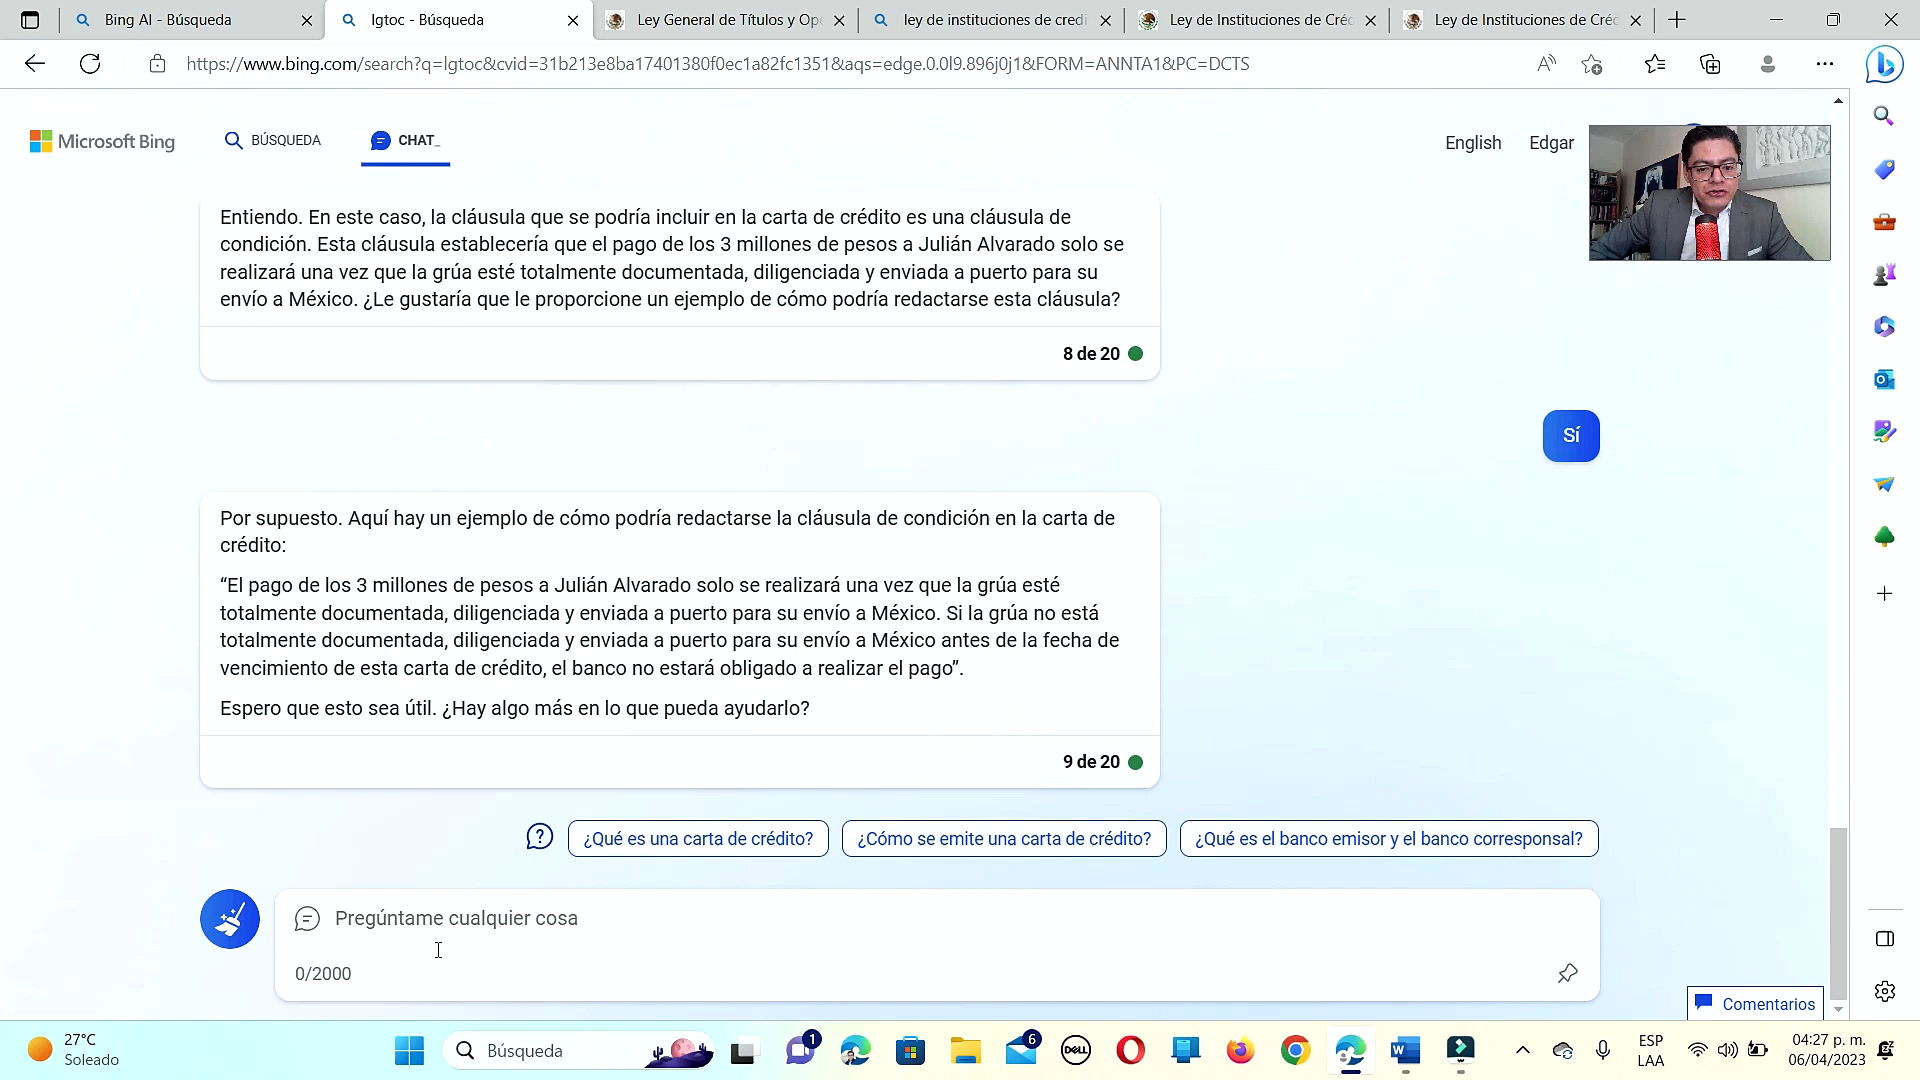 Bing AI - Búsqueda
lgtoc - Búsqueda
Ley General de Títulos y Ope
ley de instituciones de credi
Ley de Instituciones de Créd
Ley de Instituciones de Créd
https://www.bing.com/search?q=lgtoc&cvid=31b213e8ba17401380f0ec1a82fc1351&aqs=edge.0.0l9.896j0j1&FORM=ANNTA1&PC=DCTS
Microsoft Bing
BÚSQUEDA
CHAT_
English
Edgar
Entiendo. En este caso, la cláusula que se podría incluir en la carta de crédito es una cláusula de
condición. Esta cláusula establecería que el pago de los 3 millones de pesos a Julián Alvarado solo se
realizará una vez que la grúa esté totalmente documentada, diligenciada y enviada a puerto para su
envío a México. ¿Le gustaría que le proporcione un ejemplo de cómo podría redactarse esta cláusula?
8 de 20
Sí
Por supuesto. Aquí hay un ejemplo de cómo podría redactarse la cláusula de condición en la carta de
crédito:
“El pago de los 3 millones de pesos a Julián Alvarado solo se realizará una vez que la grúa esté
totalmente documentada, diligenciada y enviada a puerto para su envío a México. Si la grúa no está
totalmente documentada, diligenciada y enviada a puerto para su envío a México antes de la fecha de
vencimiento de esta carta de crédito, el banco no estará obligado a realizar el pago”.
Espero que esto sea útil. ¿Hay algo más en lo que pueda ayudarlo?
9 de 20
¿Qué es una carta de crédito?
¿Cómo se emite una carta de crédito?
¿Qué es el banco emisor y el banco corresponsal?
Pregúntame cualquier cosa
0/2000
Comentarios
27°C
Soleado
Búsqueda
1
6
DELL
ESP
LAA
04:27 p. m.
06/04/2023